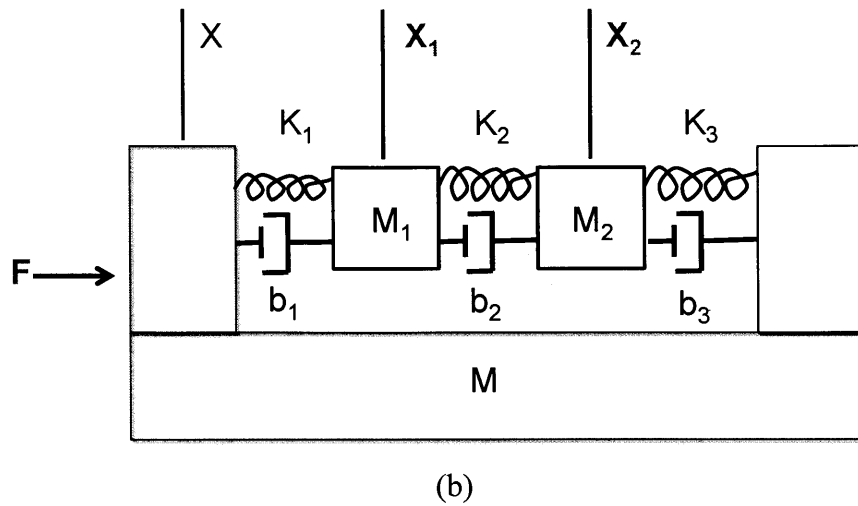 X X₁ X₂
K₁ K₂ K₃
M₁ M₂
F
b₁ b₂ b₃
M
(b)